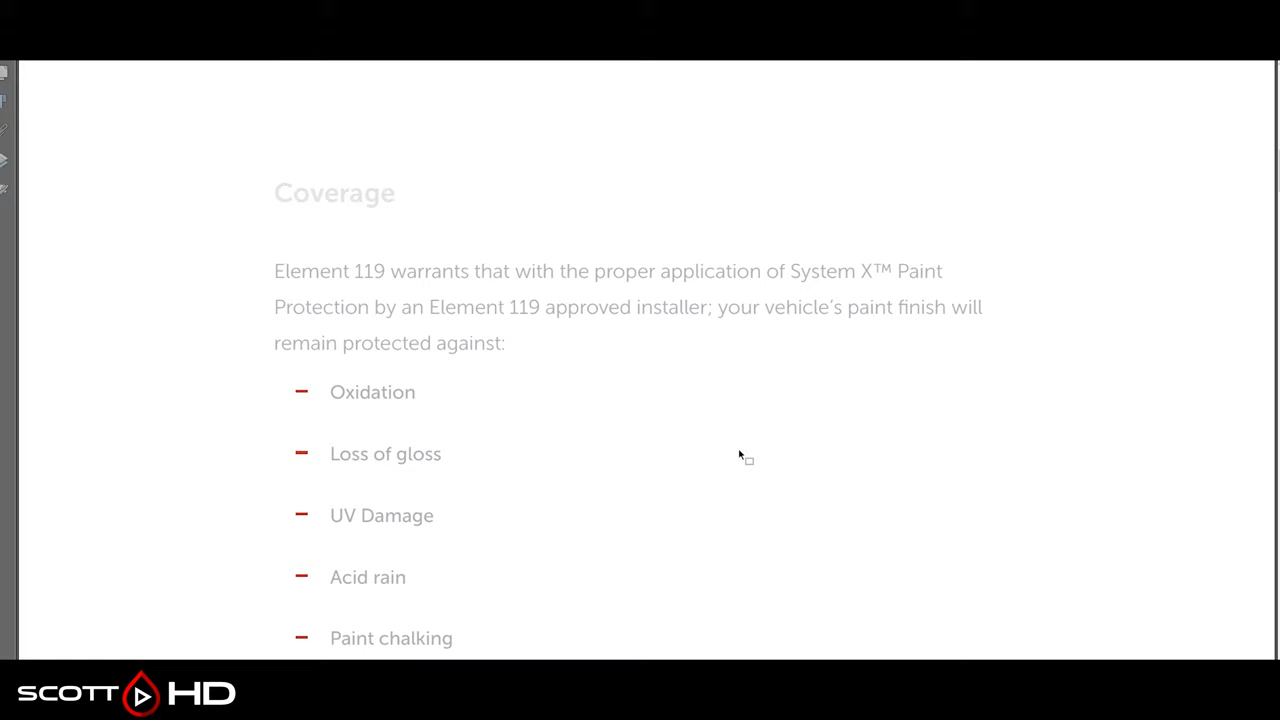 Coverage
Element 119 warrants that with the proper application of System X™ Paint
Protection by an Element 119 approved installer; your vehicle's paint finish will
remain protected against:
Oxidation
Loss of gloss
UV Damage
Acid rain
Paint chalking
SCOTT HD